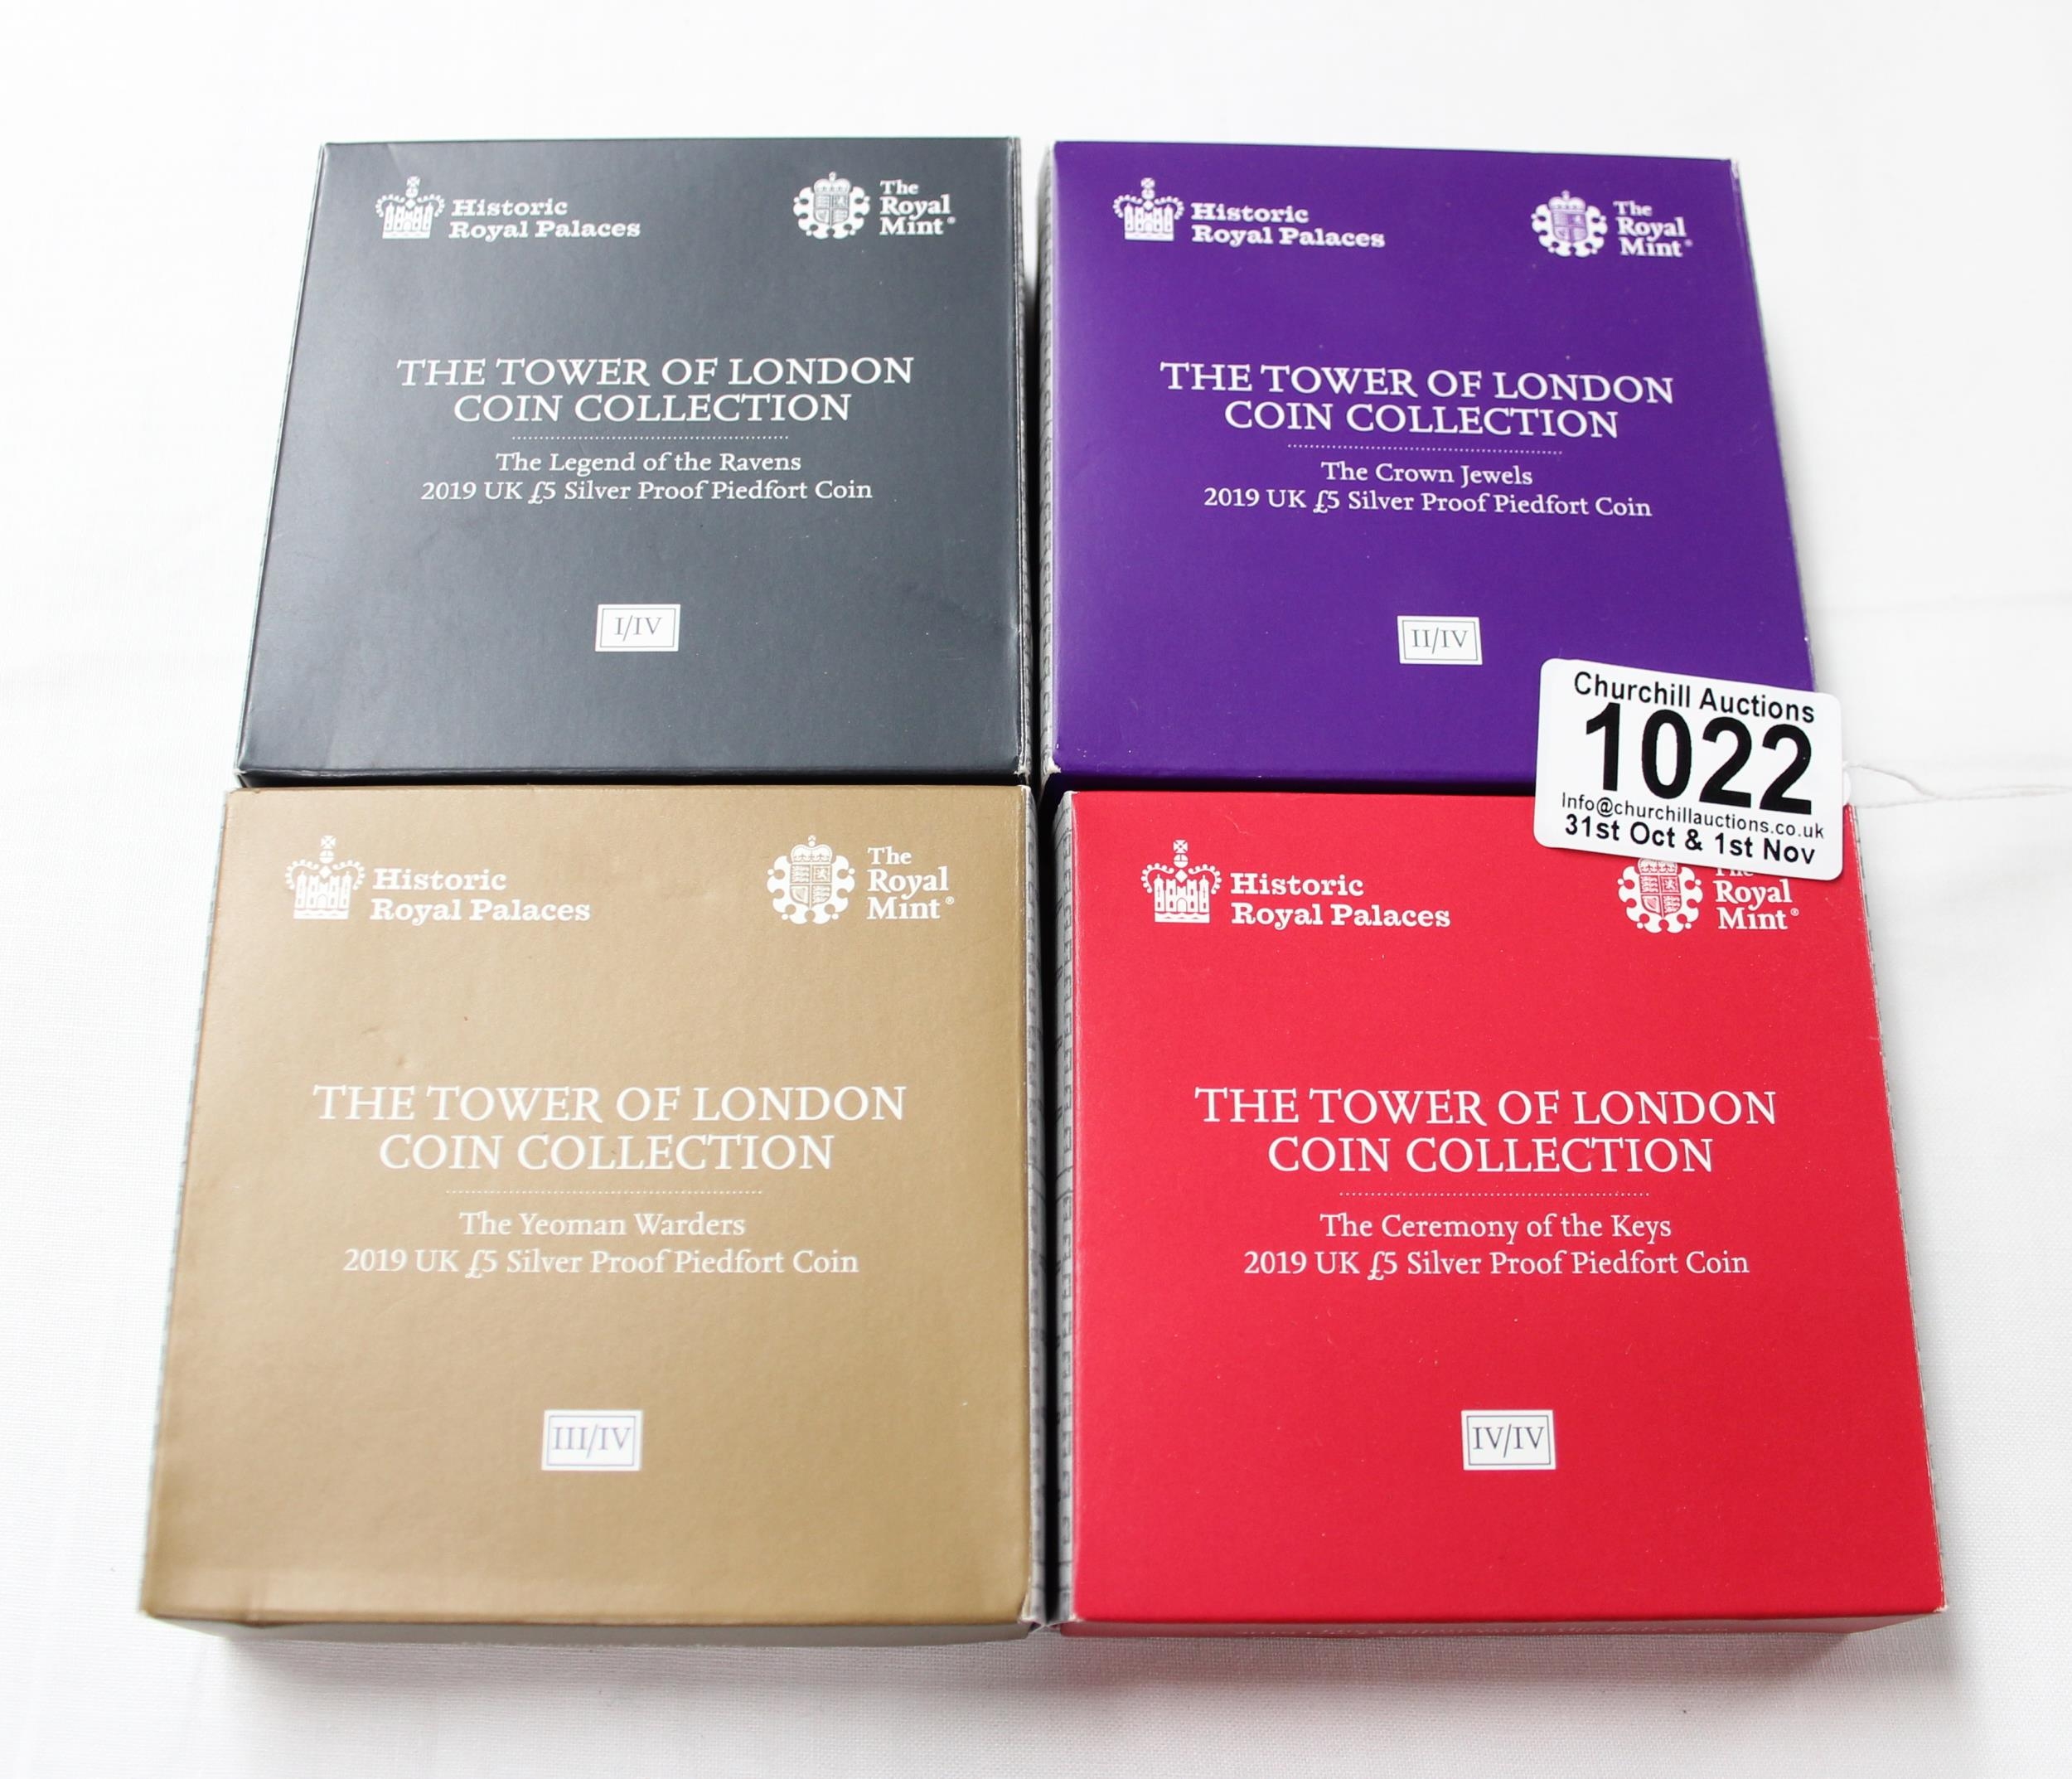 Historic
Royal Palaces
The
Royal
Mint®
THE TOWER OF LONDON
COIN COLLECTION
The Legend of the Ravens
2019 UK £5 Silver Proof Piedfort Coin
I/IV
Historic
Royal Palaces
The
Royal
Mint®
THE TOWER OF LONDON
COIN COLLECTION
The Crown Jewels
2019 UK £5 Silver Proof Piedfort Coin
II/IV
Churchill Auctions
1022
Info@churchillauctions.co.uk
31st Oct & 1st Nov
Historic
Royal Palaces
The
Royal
Mint®
THE TOWER OF LONDON
COIN COLLECTION
The Yeoman Warders
2019 UK £5 Silver Proof Piedfort Coin
III/IV
Historic
Royal Palaces
The
Royal
Mint®
THE TOWER OF LONDON
COIN COLLECTION
The Ceremony of the Keys
2019 UK £5 Silver Proof Piedfort Coin
IV/IV